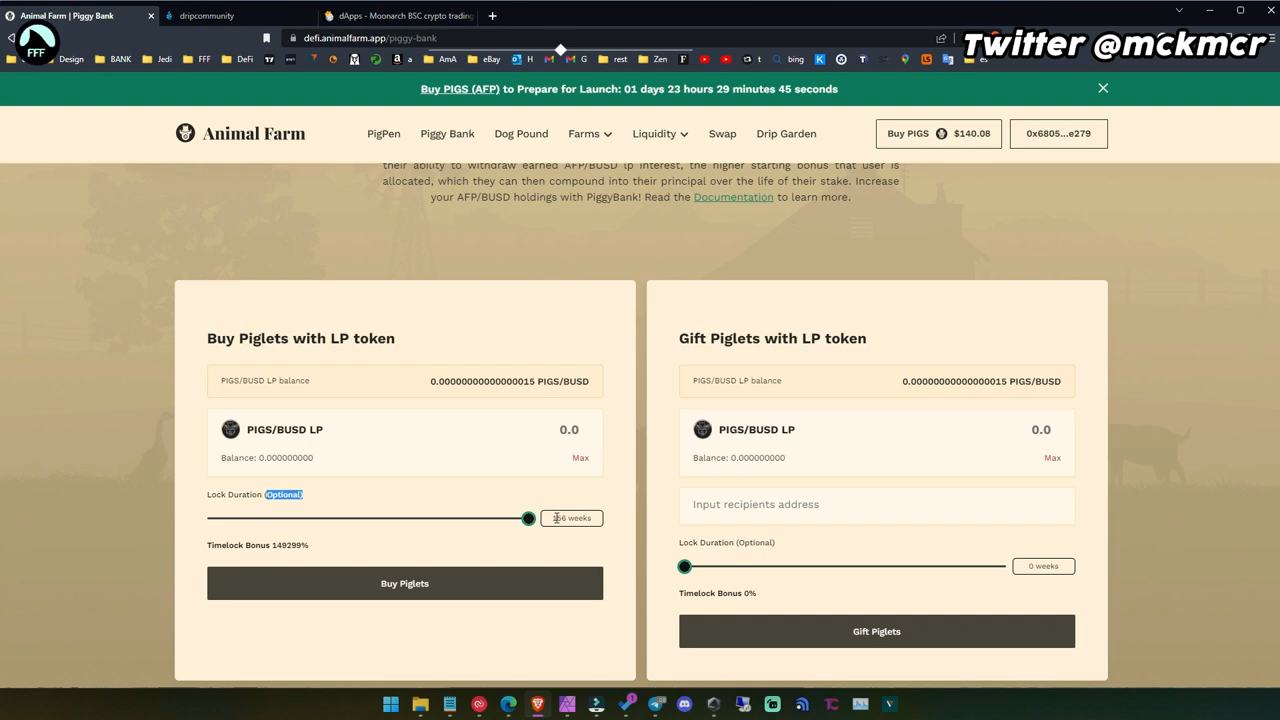 Animal Farm | Piggy Bank
dripcommunity
dApps - Moonarch BSC crypto trading
FFF
defi.animalfarm.app/piggy-bank
Twitter @mckmcr
Design BANK Jedi FFF DeFi a AmA eBay H G rest Zen t bing
Buy PIGS (AFP) to Prepare for Launch: 01 days 23 hours 29 minutes 45 seconds
Animal Farm
PigPen Piggy Bank Dog Pound Farms Liquidity Swap Drip Garden
Buy PIGS $140.08
0x6805...e279
their ability to withdraw earned AFP/BUSD lp interest, the higher starting bonus that user is
allocated, which they can then compound into their principal over the life of their stake. Increase
your AFP/BUSD holdings with PiggyBank! Read the Documentation to learn more.
Buy Piglets with LP token
PIGS/BUSD LP balance 0.00000000000000015 PIGS/BUSD
PIGS/BUSD LP 0.0
Balance: 0.000000000 Max
Lock Duration (Optional)
156 weeks
Timelock Bonus 149299%
Buy Piglets
Gift Piglets with LP token
PIGS/BUSD LP balance 0.00000000000000015 PIGS/BUSD
PIGS/BUSD LP 0.0
Balance: 0.000000000 Max
Input recipients address
Lock Duration (Optional)
0 weeks
Timelock Bonus 0%
Gift Piglets